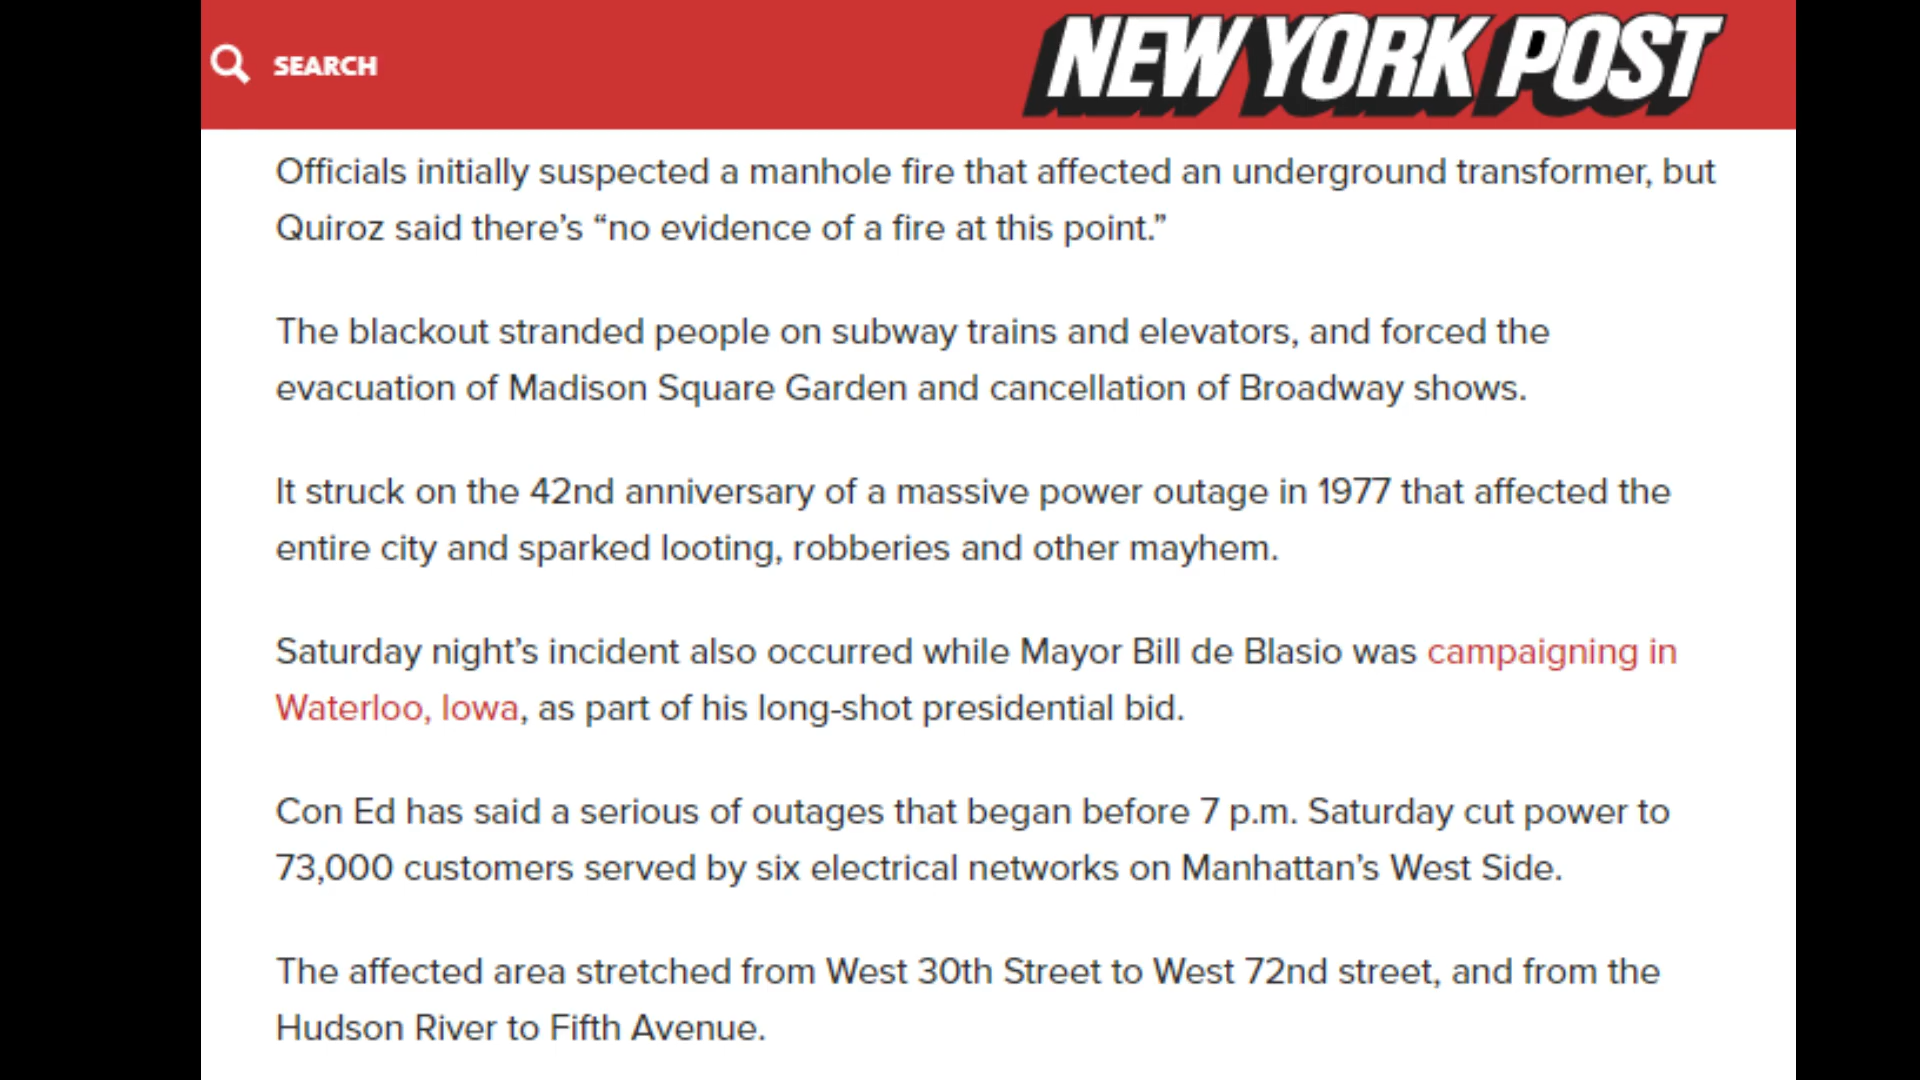 SEARCH
NEW YORK POST
Officials initially suspected a manhole fire that affected an underground transformer, but
Quiroz said there’s “no evidence of a fire at this point.”
The blackout stranded people on subway trains and elevators, and forced the
evacuation of Madison Square Garden and cancellation of Broadway shows.
It struck on the 42nd anniversary of a massive power outage in 1977 that affected the
entire city and sparked looting, robberies and other mayhem.
Saturday night’s incident also occurred while Mayor Bill de Blasio was campaigning in
Waterloo, Iowa, as part of his long-shot presidential bid.
Con Ed has said a serious of outages that began before 7 p.m. Saturday cut power to
73,000 customers served by six electrical networks on Manhattan’s West Side.
The affected area stretched from West 30th Street to West 72nd street, and from the
Hudson River to Fifth Avenue.